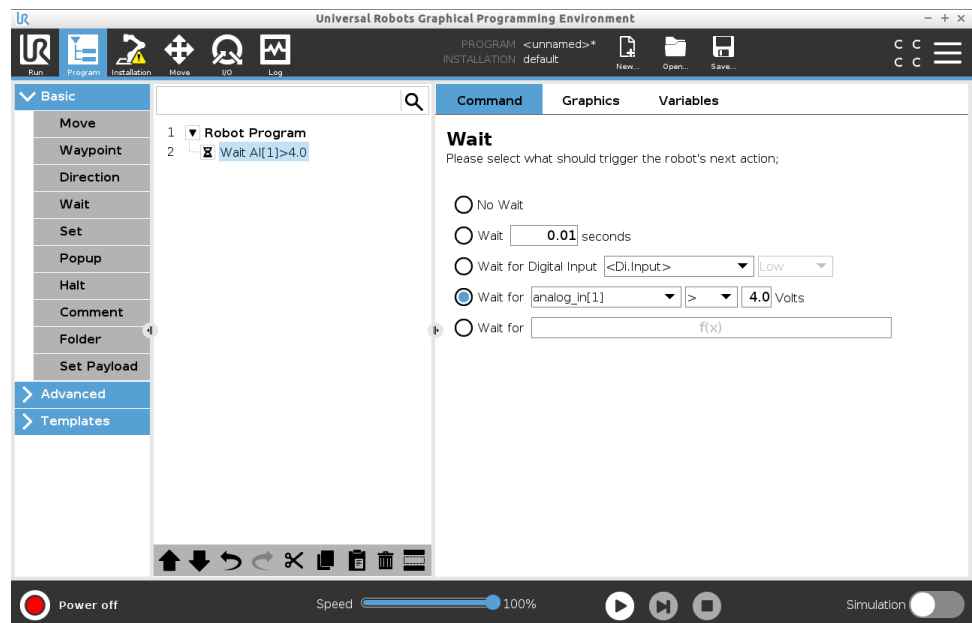 Universal Robots Graphical Programming Environment
PROGRAM <unnamed>*
INSTALLATION default
Run Program Installation Move I/O Log New... Open... Save...
C C
C C
Basic
Move
Waypoint
Direction
Wait
Set
Popup
Halt
Comment
Folder
Set Payload
Advanced
Templates
1 Robot Program
2 Wait AI[1]>4.0
Command Graphics Variables
Wait
Please select what should trigger the robot's next action;
No Wait
Wait 0.01 seconds
Wait for Digital Input <Di.Input> Low
Wait for analog_in[1] > 4.0 Volts
Wait for f(x)
Power off Speed 100% Simulation